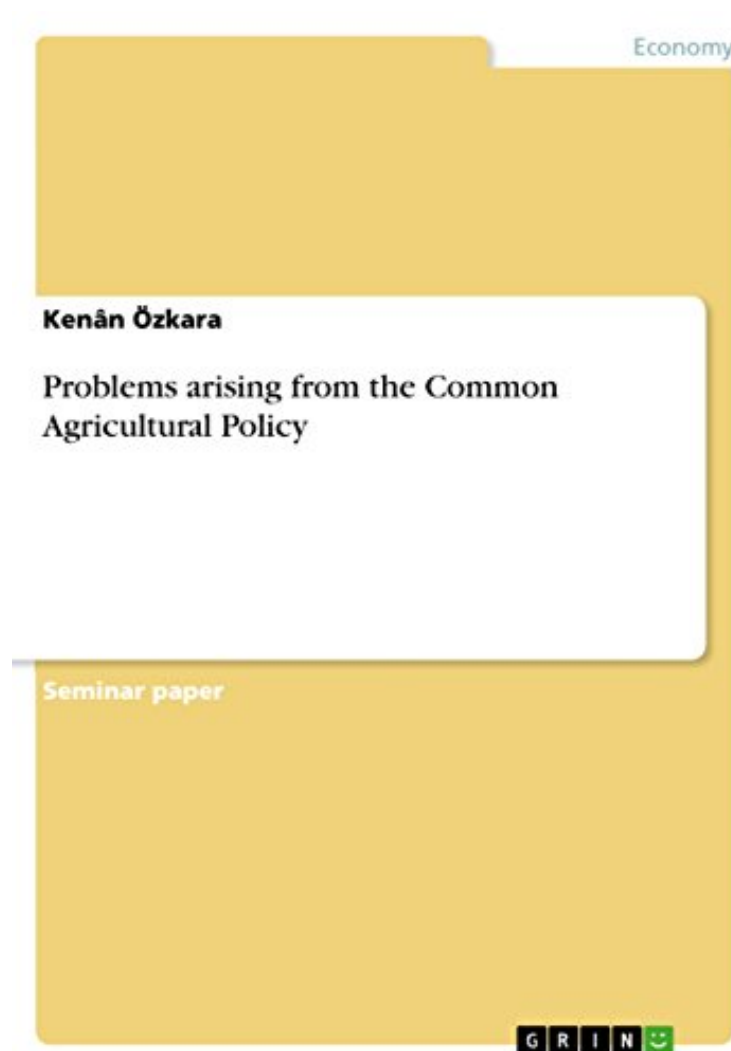 Economy
Kenân Özkara
Problems arising from the Common
Agricultural Policy
Seminar paper
GRIN